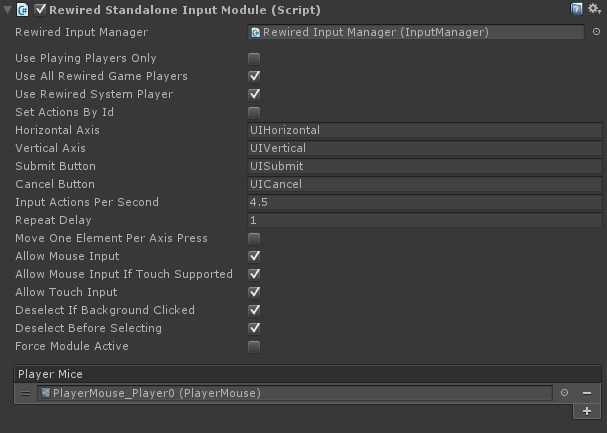 Rewired Standalone Input Module (Script)
Rewired Input Manager Rewired Input Manager (InputManager)
Use Playing Players Only
Use All Rewired Game Players
Use Rewired System Player
Set Actions By Id
Horizontal Axis UIHorizontal
Vertical Axis UIVertical
Submit Button UISubmit
Cancel Button UICancel
Input Actions Per Second 4.5
Repeat Delay 1
Move One Element Per Axis Press
Allow Mouse Input
Allow Mouse Input If Touch Supported
Allow Touch Input
Deselect If Background Clicked
Deselect Before Selecting
Force Module Active
Player Mice
PlayerMouse_Player0 (PlayerMouse)